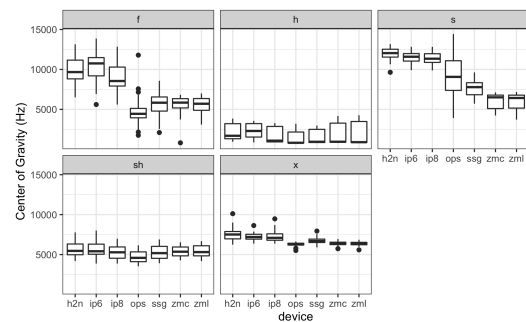 f h s
15000
10000
5000
h2n ip6 ip8 ops ssg zmc zml
sh x
15000
10000
5000
h2n ip6 ip8 ops ssg zmc zml h2n ip6 ip8 ops ssg zmc zml
Center of Gravity (Hz)
device